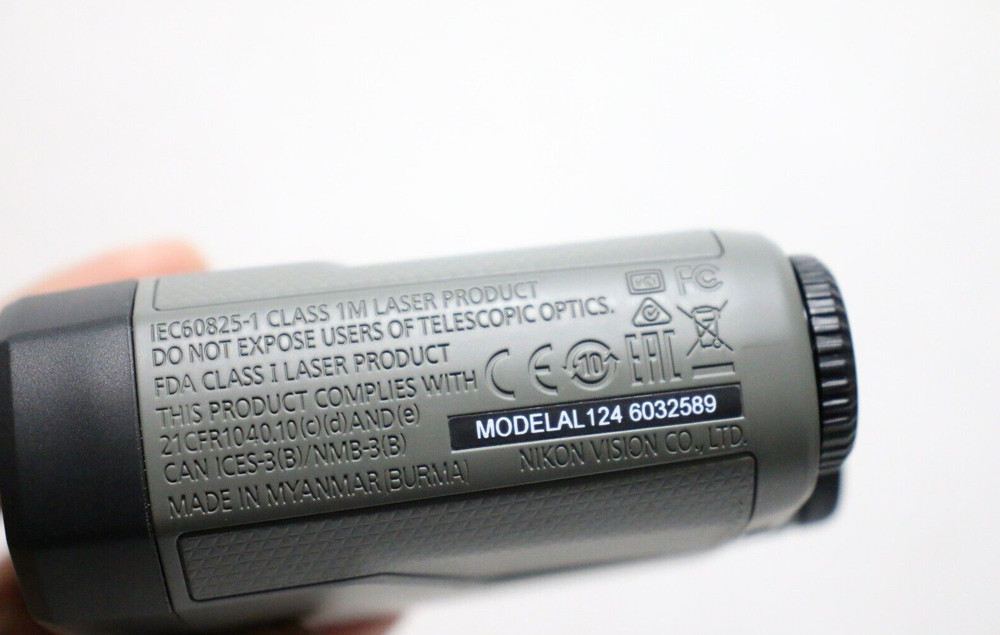 IEC60825-1 CLASS 1M LASER PRODUCT
DO NOT EXPOSE USERS OF TELESCOPIC OPTICS.
FDA CLASS I LASER PRODUCT
THIS PRODUCT COMPLIES WITH
21CFR1040.10(c)(d)AND(e)
CAN ICES-3(B)/NMB-3(B)
MADE IN MYANMAR(BURMA)
FC
CE 10 EAC
MODELAL124 6032589
NIKON VISION CO., LTD.